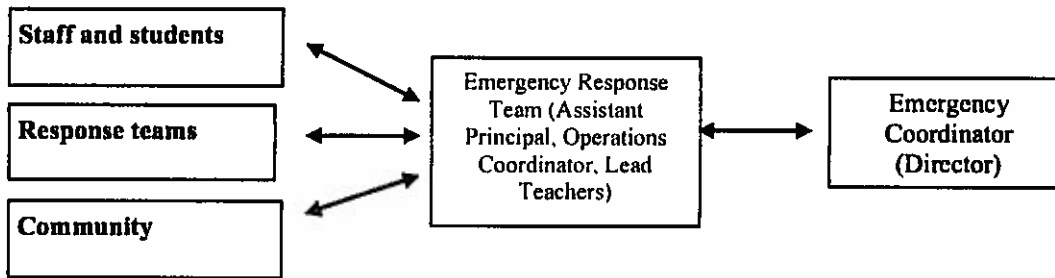 Staff and students
Response teams
Community
Emergency Response
Team (Assistant
Principal, Operations
Coordinator, Lead
Teachers)
Emergency
Coordinator
(Director)